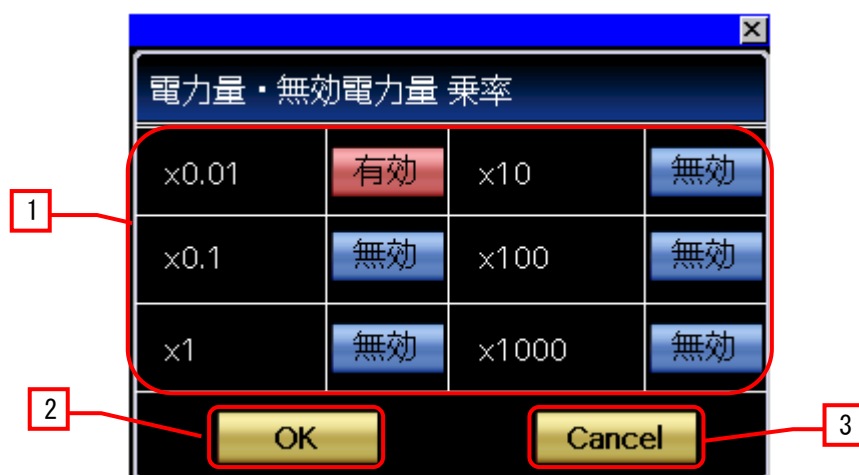 電力量・無効電力量 乗率
x0.01 有効 x10 無効
1
x0.1 無効 x100 無効
x1 無効 x1000 無効
2 OK Cancel 3